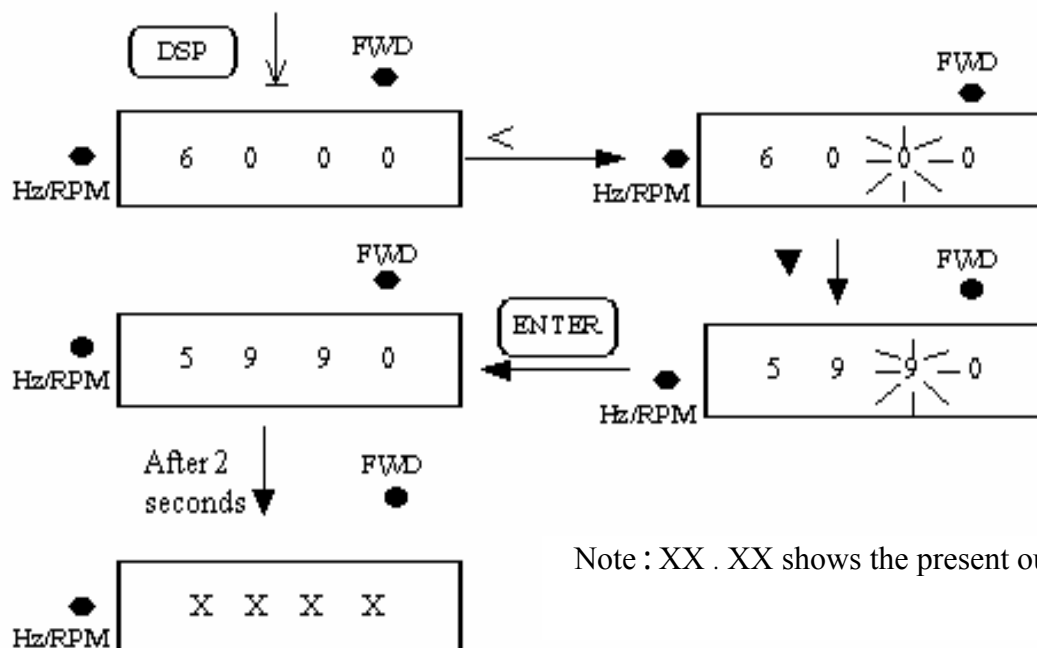 DSP
FWD
Hz/RPM
6 0 0 0
<
FWD
Hz/RPM
6 0 0 0
▼
FWD
Hz/RPM
5 9 9 0
ENTER
FWD
Hz/RPM
5 9 9 0
After 2
seconds
FWD
Hz/RPM
X X X X
Note : XX . XX shows the present